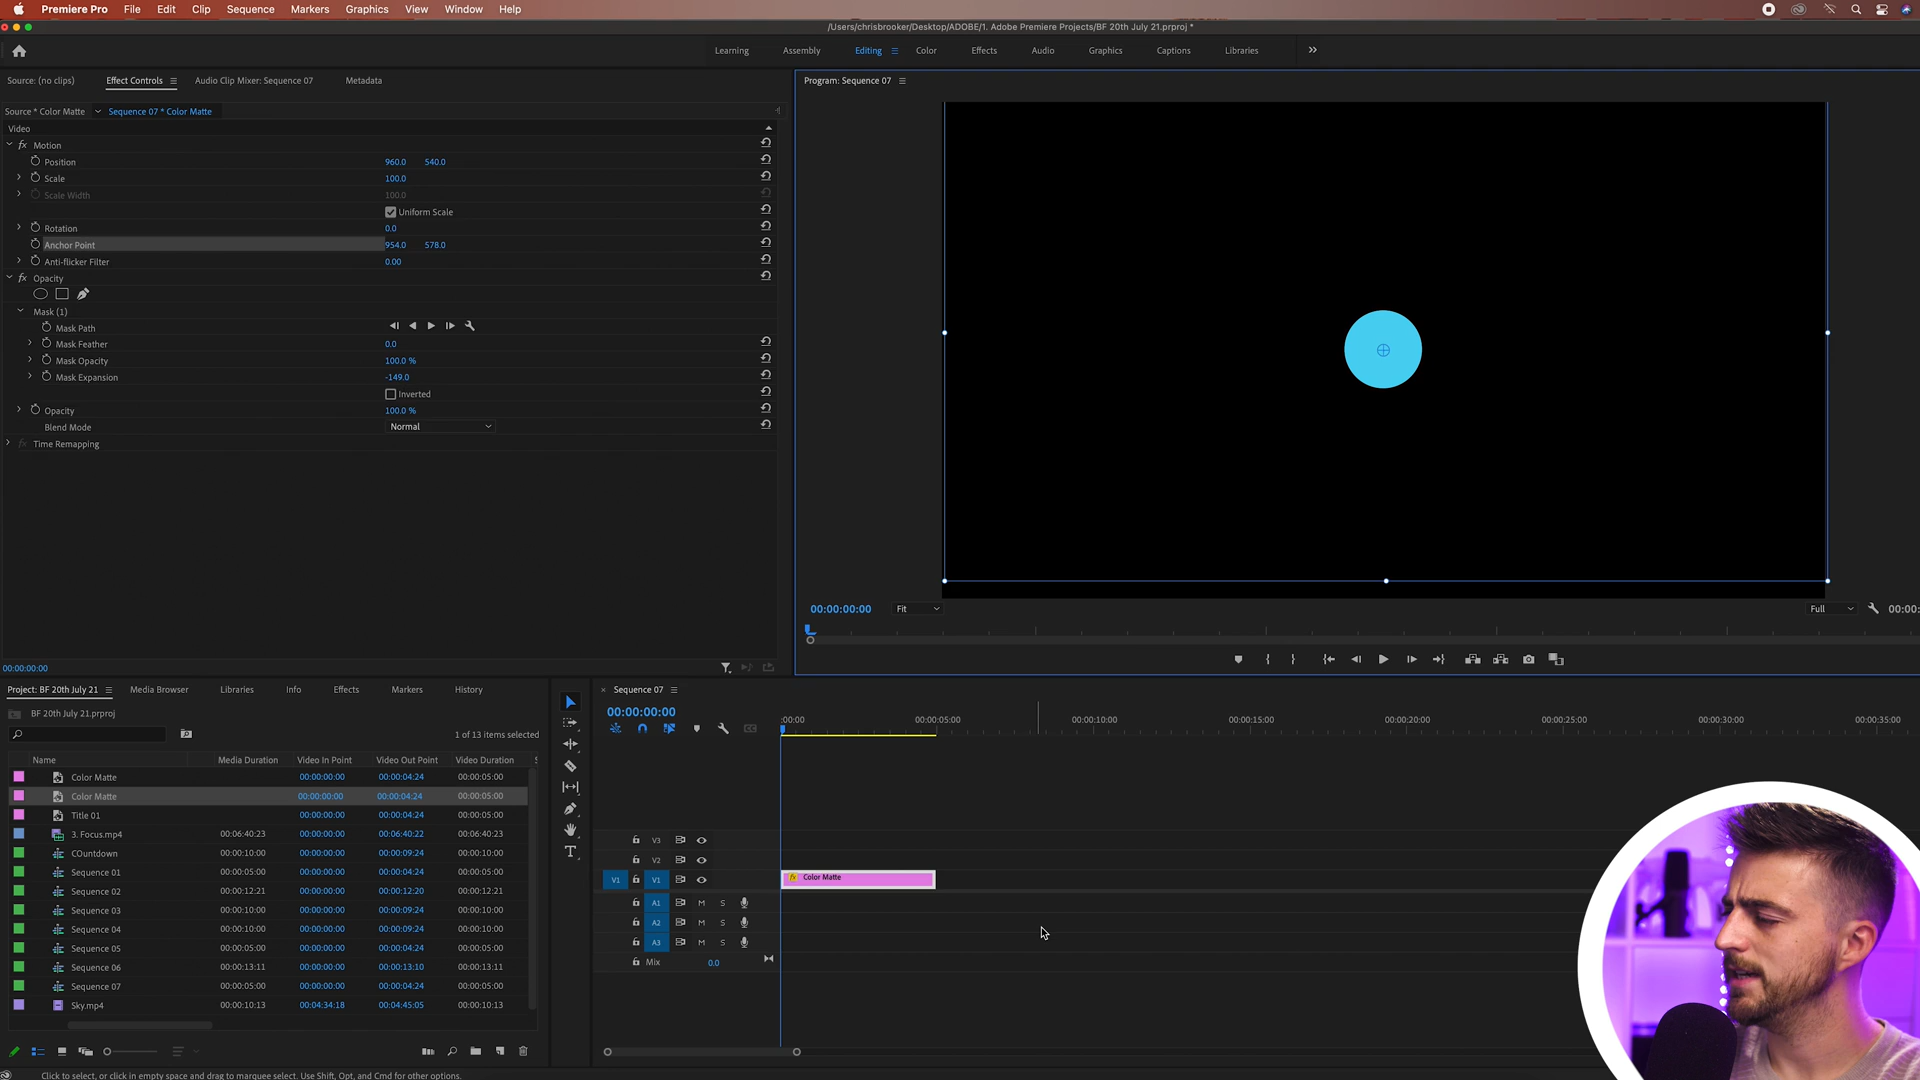 Premiere Pro File Edit Clip Sequence Markers Graphics View Window Help
/Users/chrisbrooker/Desktop/ADOBE/1. Adobe Premiere Projects/BF 20th July 21.prproj *
Learning Assembly Editing Color Effects Audio Graphics Captions Libraries
Source: (no clips) Effect Controls Audio Clip Mixer: Sequence 07 Metadata
Program: Sequence 07
Source * Color Matte Sequence 07 * Color Matte
Video
fx Motion
Position 960.0 540.0
Scale 100.0
Scale Width 100.0
Uniform Scale
Rotation 0.0
Anchor Point 954.0 578.0
Anti-flicker Filter 0.00
fx Opacity
Mask (1)
Mask Path
Mask Feather 0.0
Mask Opacity 100.0 %
Mask Expansion -149.0
Inverted
Opacity 100.0 %
Blend Mode Normal
Time Remapping
00:00:00:00 Fit Full 00:00:
00:00:00:00
Project: BF 20th July 21 Media Browser Libraries Info Effects Markers History
BF 20th July 21.prproj
1 of 13 items selected
Name Media Duration Video In Point Video Out Point Video Duration S
Color Matte 00:00:00:00 00:00:04:24 00:00:05:00
Color Matte 00:00:00:00 00:00:04:24 00:00:05:00
Title 01 00:00:00:00 00:00:04:24 00:00:05:00
3. Focus.mp4 00:06:40:23 00:00:00:00 00:06:40:22 00:06:40:23
COuntdown 00:00:10:00 00:00:00:00 00:00:09:24 00:00:10:00
Sequence 01 00:00:05:00 00:00:00:00 00:00:04:24 00:00:05:00
Sequence 02 00:00:12:21 00:00:00:00 00:00:12:20 00:00:12:21
Sequence 03 00:00:10:00 00:00:00:00 00:00:09:24 00:00:10:00
Sequence 04 00:00:10:00 00:00:00:00 00:00:09:24 00:00:10:00
Sequence 05 00:00:05:00 00:00:00:00 00:00:04:24 00:00:05:00
Sequence 06 00:00:13:11 00:00:00:00 00:00:13:10 00:00:13:11
Sequence 07 00:00:05:00 00:00:00:00 00:00:04:24 00:00:05:00
Sky.mp4 00:00:10:13 00:04:34:18 00:04:45:05 00:00:10:13
Sequence 07
00:00:00:00
:00:00 00:00:05:00 00:00:10:00 00:00:15:00 00:00:20:00 00:00:25:00 00:00:30:00 00:00:35:00
V3
V2
V1 V1 fx Color Matte
A1 M S
A2 M S
A3 M S
Mix 0.0
Click to select, or click in empty space and drag to marquee select. Use Shift, Opt, and Cmd for other options.